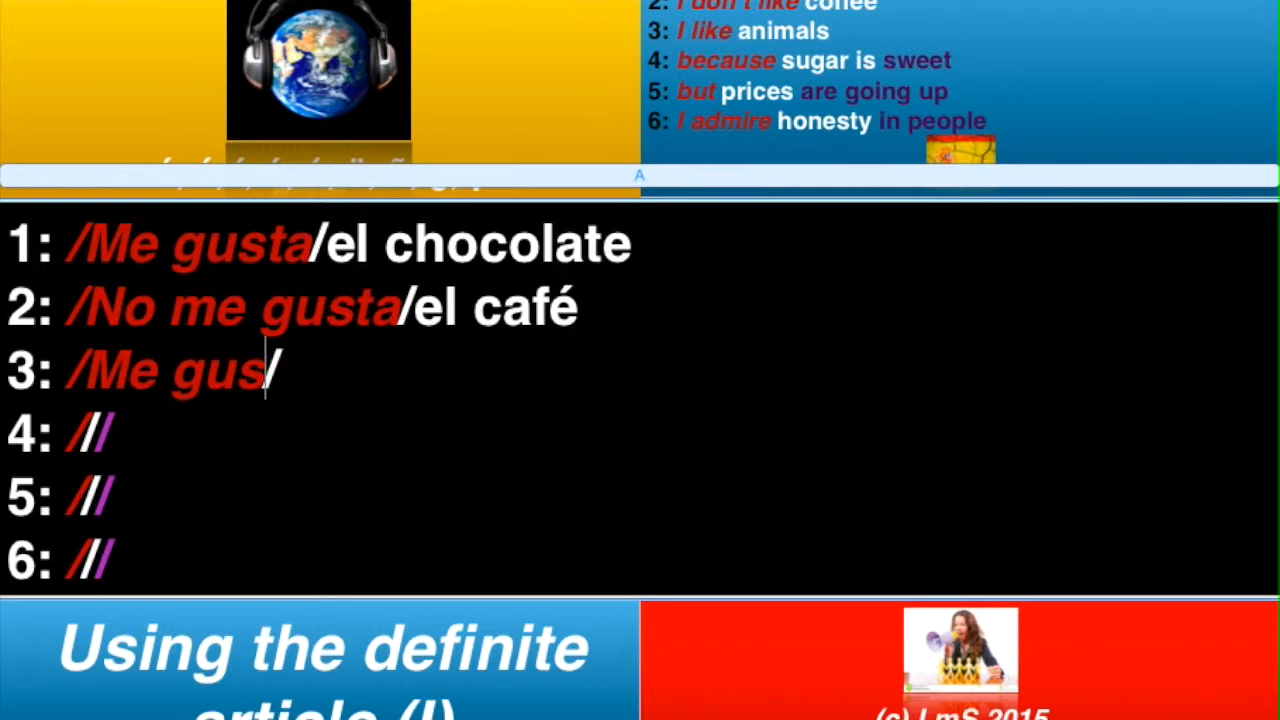 2: I don't like coffee
3: I like animals
4: because sugar is sweet
5: but prices are going up
6: I admire honesty in people
A
1: /Me gusta/el chocolate
2: /No me gusta/el café
3: /Me gus/
4: ///
5: ///
6: ///
Using the definite
article (I)
(c) LmS 2015